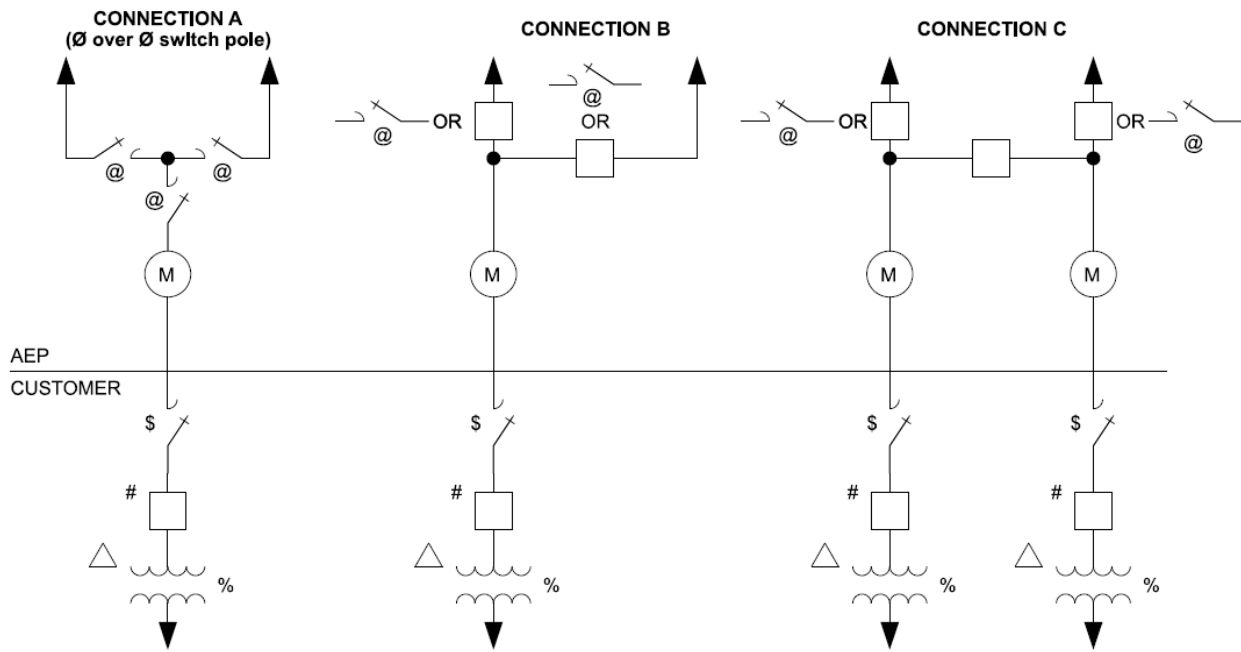 CONNECTION A
(Ø over Ø switch pole)
CONNECTION B
CONNECTION C
@
OR
@
OR
@
OR
OR
@
@
@
@
M
M
M
M
AEP
CUSTOMER
$
$
$
$
#
#
#
#
%
%
%
%